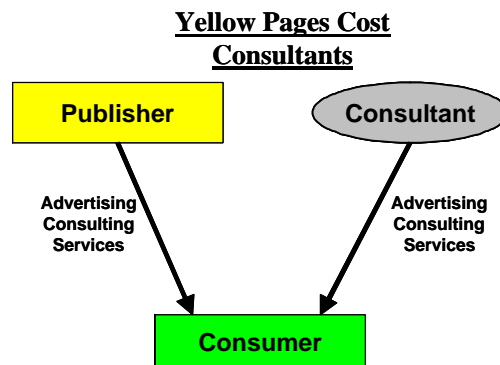 Yellow Pages Cost
Consultants
Publisher
Consultant
Advertising
Consulting
Services
Advertising
Consulting
Services
Consumer